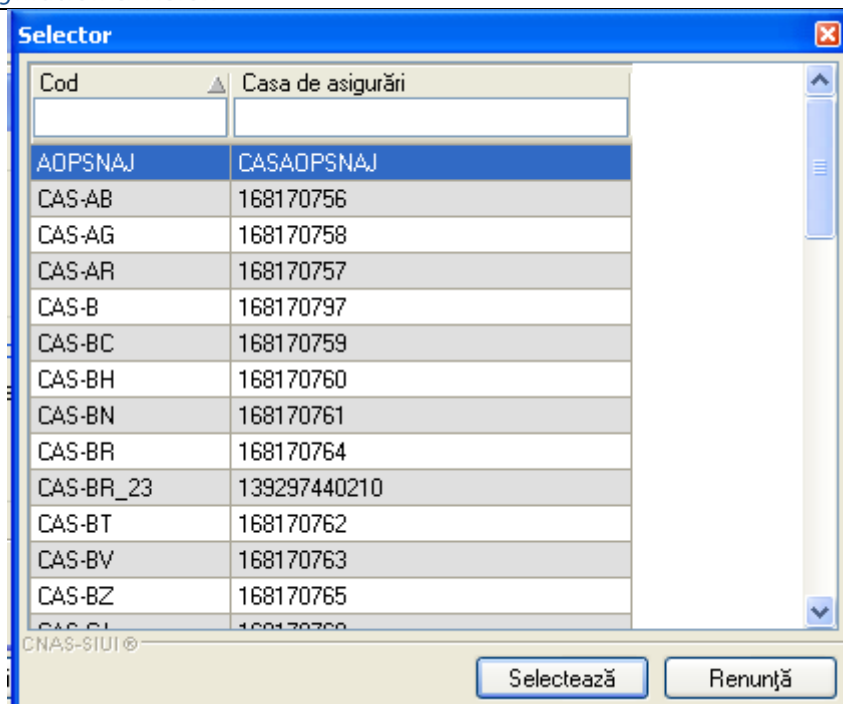 Selector
Cod Casa de asigurări
AOPSNAJ CASAOPSNAJ
CAS-AB 168170756
CAS-AG 168170758
CAS-AR 168170757
CAS-B 168170797
CAS-BC 168170759
CAS-BH 168170760
CAS-BN 168170761
CAS-BR 168170764
CAS-BR_23 139297440210
CAS-BT 168170762
CAS-BV 168170763
CAS-BZ 168170765
CNAS-SIUI ®
Selectează Renunţă